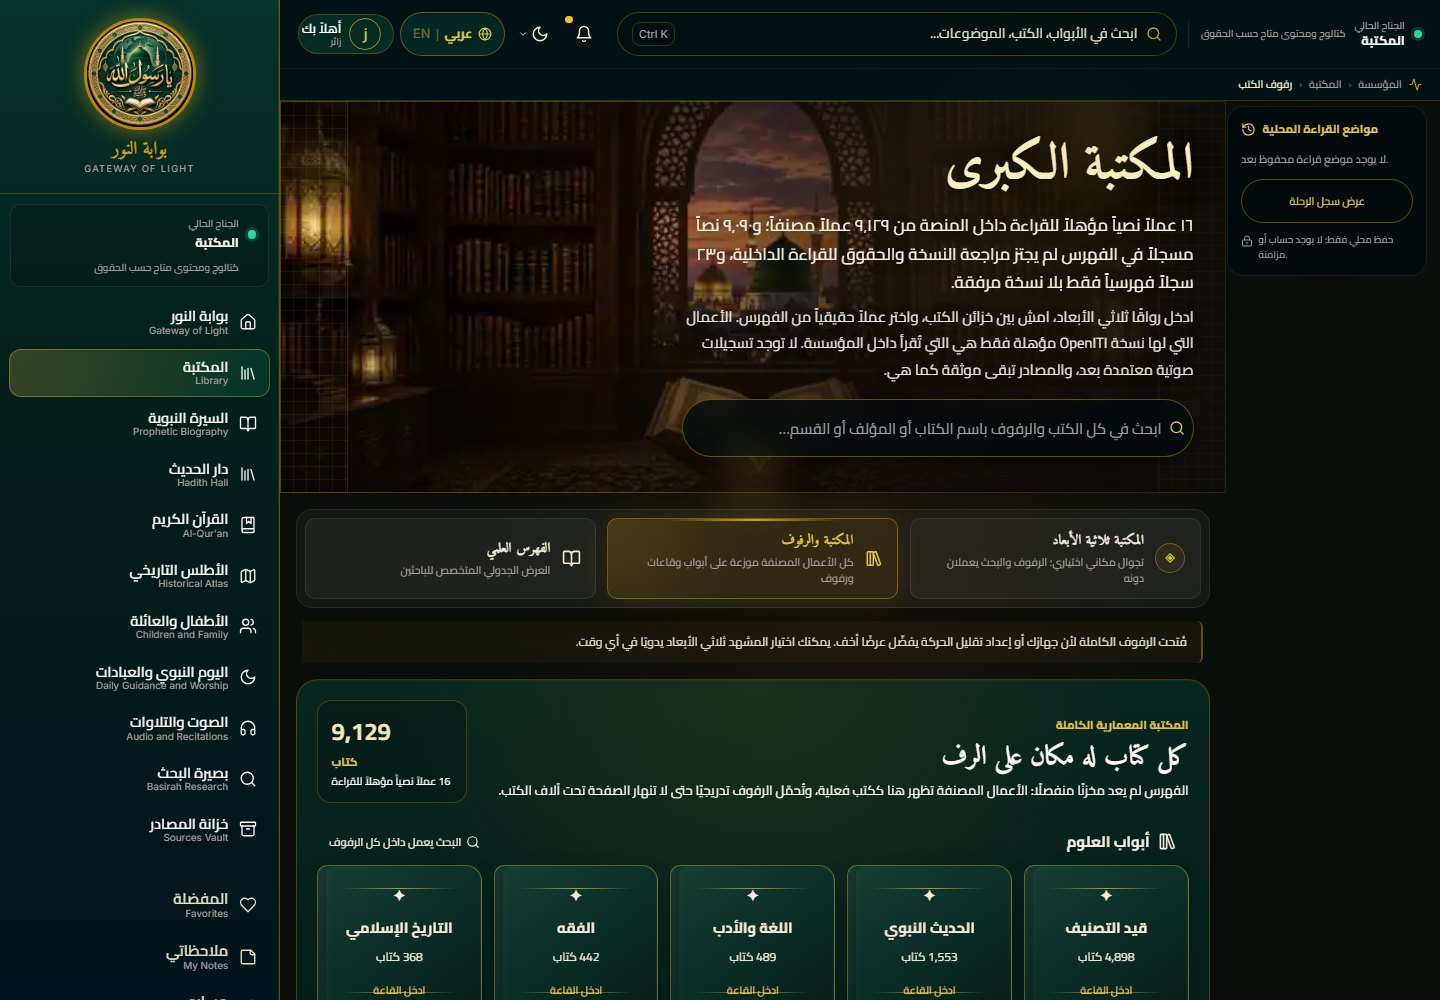 الجناح الحالي
المكتبة
كتالوج ومحتوى متاح حسب الحقوق
ابحث في الأبواب، الكتب، الموضوعات...
Ctrl K
عربي | EN
ز
أهلاً بك
زائر
المؤسسة › المكتبة › رفوف الكتب
يا رسول الله
بوابة النور
GATEWAY OF LIGHT
الجناح الحالي
المكتبة
كتالوج ومحتوى متاح حسب الحقوق
بوابة النور
Gateway of Light
المكتبة
Library
السيرة النبوية
Prophetic Biography
دار الحديث
Hadith Hall
القرآن الكريم
Al-Qur'an
الأطلس التاريخي
Historical Atlas
الأطفال والعائلة
Children and Family
اليوم النبوي والعبادات
Daily Guidance and Worship
الصوت والتلاوات
Audio and Recitations
بصيرة البحث
Basirah Research
خزانة المصادر
Sources Vault
المفضلة
Favorites
ملاحظاتي
My Notes
مواضع القراءة المحلية
لا يوجد موضع قراءة محفوظ بعد.
عرض سجل الرحلة
حفظ محلي فقط؛ لا يوجد حساب أو
مزامنة.
المكتبة الكبرى
١٦ عملاً نصياً مؤهلاً للقراءة داخل المنصة من ٩٬١٢٩ عملاً مصنفاً؛ و٩٬٠٩٠ نصاً
مسجلاً في الفهرس لم يجتز مراجعة النسخة والحقوق للقراءة الداخلية، و٢٣
سجلاً فهرسياً فقط بلا نسخة مرفقة.
ادخل رواقًا ثلاثي الأبعاد، امشِ بين خزائن الكتب، واختر عملاً حقيقياً من الفهرس. الأعمال
التي لها نسخة OpenITI مؤهلة فقط هي التي تُقرأ داخل المؤسسة. لا توجد تسجيلات
صوتية معتمدة بعد، والمصادر تبقى موثقة كما هي.
ابحث في كل الكتب والرفوف باسم الكتاب أو المؤلف أو القسم...
المكتبة ثلاثية الأبعاد
تجوال مكاني اختياري؛ الرفوف والبحث يعملان
دونه
المكتبة والرفوف
كل الأعمال المصنفة موزعة على أبواب وقاعات
ورفوف
الفهرس العلمي
العرض الجدولي المتخصص للباحثين
فُتحت الرفوف الكاملة لأن جهازك أو إعداد تقليل الحركة يفضّل عرضًا أخف. يمكنك اختيار المشهد ثلاثي الأبعاد يدويًا في أي وقت.
المكتبة المعمارية الكاملة
كل كتاب له مكان على الرف
الفهرس لم يعد مخزنًا منفصلًا: الأعمال المصنفة تظهر هنا ككتب فعلية، وتُحمّل الرفوف تدريجيًا حتى لا تنهار الصفحة تحت آلاف الكتب.
9,129
كتاب
16 عملاً نصياً مؤهلاً للقراءة
أبواب العلوم
البحث يعمل داخل كل الرفوف
قيد التصنيف
4,898 كتاب
ادخل القاعة
الحديث النبوي
1,553 كتاب
ادخل القاعة
اللغة والأدب
489 كتاب
ادخل القاعة
الفقه
442 كتاب
ادخل القاعة
التاريخ الإسلامي
368 كتاب
ادخل القاعة